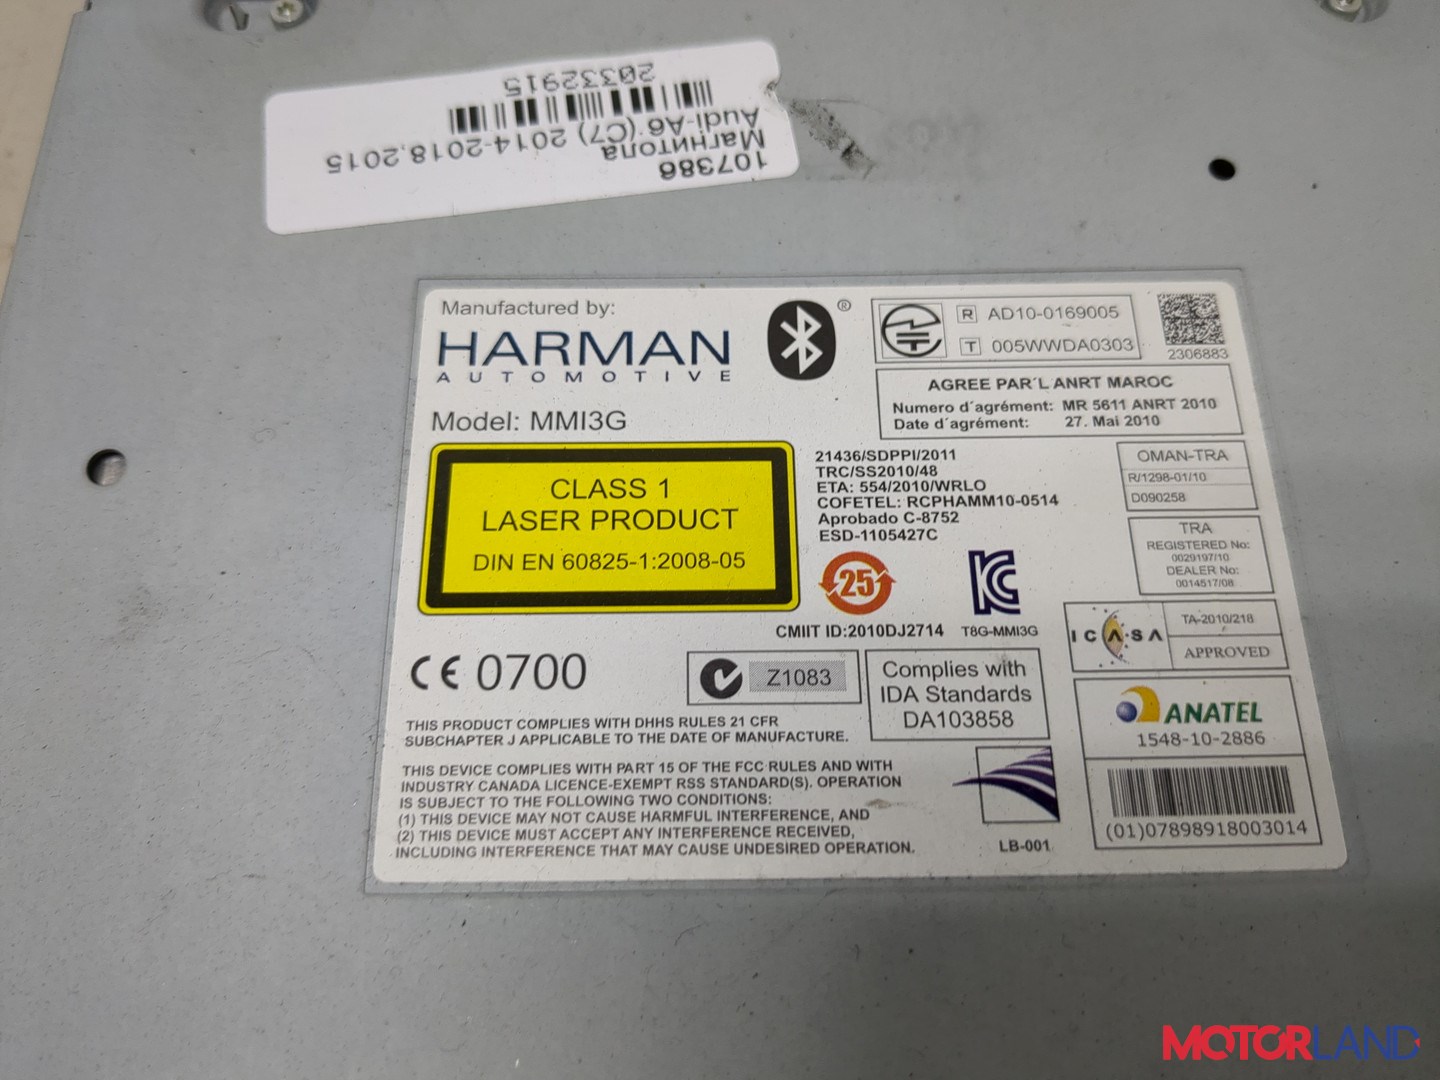 107386
Магнитола
Audi-A6 (C7) 2014-2018,2015
20332915
Manufactured by:
HARMAN
AUTOMOTIVE
®
Model: MMI3G
R AD10-0169005
T 005WWDA0303
2306883
AGREE PAR´L ANRT MAROC
Numero d´agrément: MR 5611 ANRT 2010
Date d´agrément: 27. Mai 2010
CLASS 1
LASER PRODUCT
DIN EN 60825-1:2008-05
21436/SDPPI/2011
TRC/SS2010/48
ETA: 554/2010/WRLO
COFETEL: RCPHAMM10-0514
Aprobado C-8752
ESD-1105427C
OMAN-TRA
R/1298-01/10
D090258
TRA
REGISTERED No:
0029197/10
DEALER No:
0014517/08
25
CMIIT ID:2010DJ2714
T8G-MMI3G
ICASA
TA-2010/218
APPROVED
CE 0700
Z1083
Complies with
IDA Standards
DA103858
ANATEL
1548-10-2886
(01)07898918003014
THIS PRODUCT COMPLIES WITH DHHS RULES 21 CFR
SUBCHAPTER J APPLICABLE TO THE DATE OF MANUFACTURE.
THIS DEVICE COMPLIES WITH PART 15 OF THE FCC RULES AND WITH
INDUSTRY CANADA LICENCE-EXEMPT RSS STANDARD(S). OPERATION
IS SUBJECT TO THE FOLLOWING TWO CONDITIONS:
(1) THIS DEVICE MAY NOT CAUSE HARMFUL INTERFERENCE, AND
(2) THIS DEVICE MUST ACCEPT ANY INTERFERENCE RECEIVED,
INCLUDING INTERFERENCE THAT MAY CAUSE UNDESIRED OPERATION.
LB-001
MOTORLAND